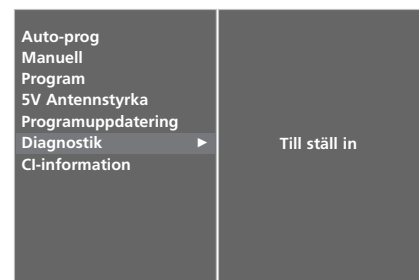 Auto-prog
Manuell
Program
5V Antennstyrka
Programuppdatering
Diagnostik ►
CI-information
Till ställ in